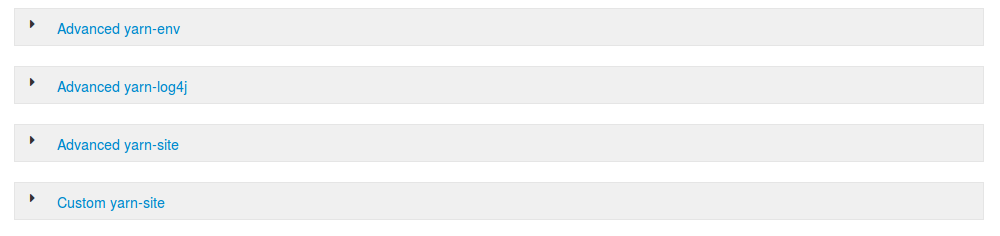 Advanced yarn-env
Advanced yarn-log4j
Advanced yarn-site
Custom yarn-site